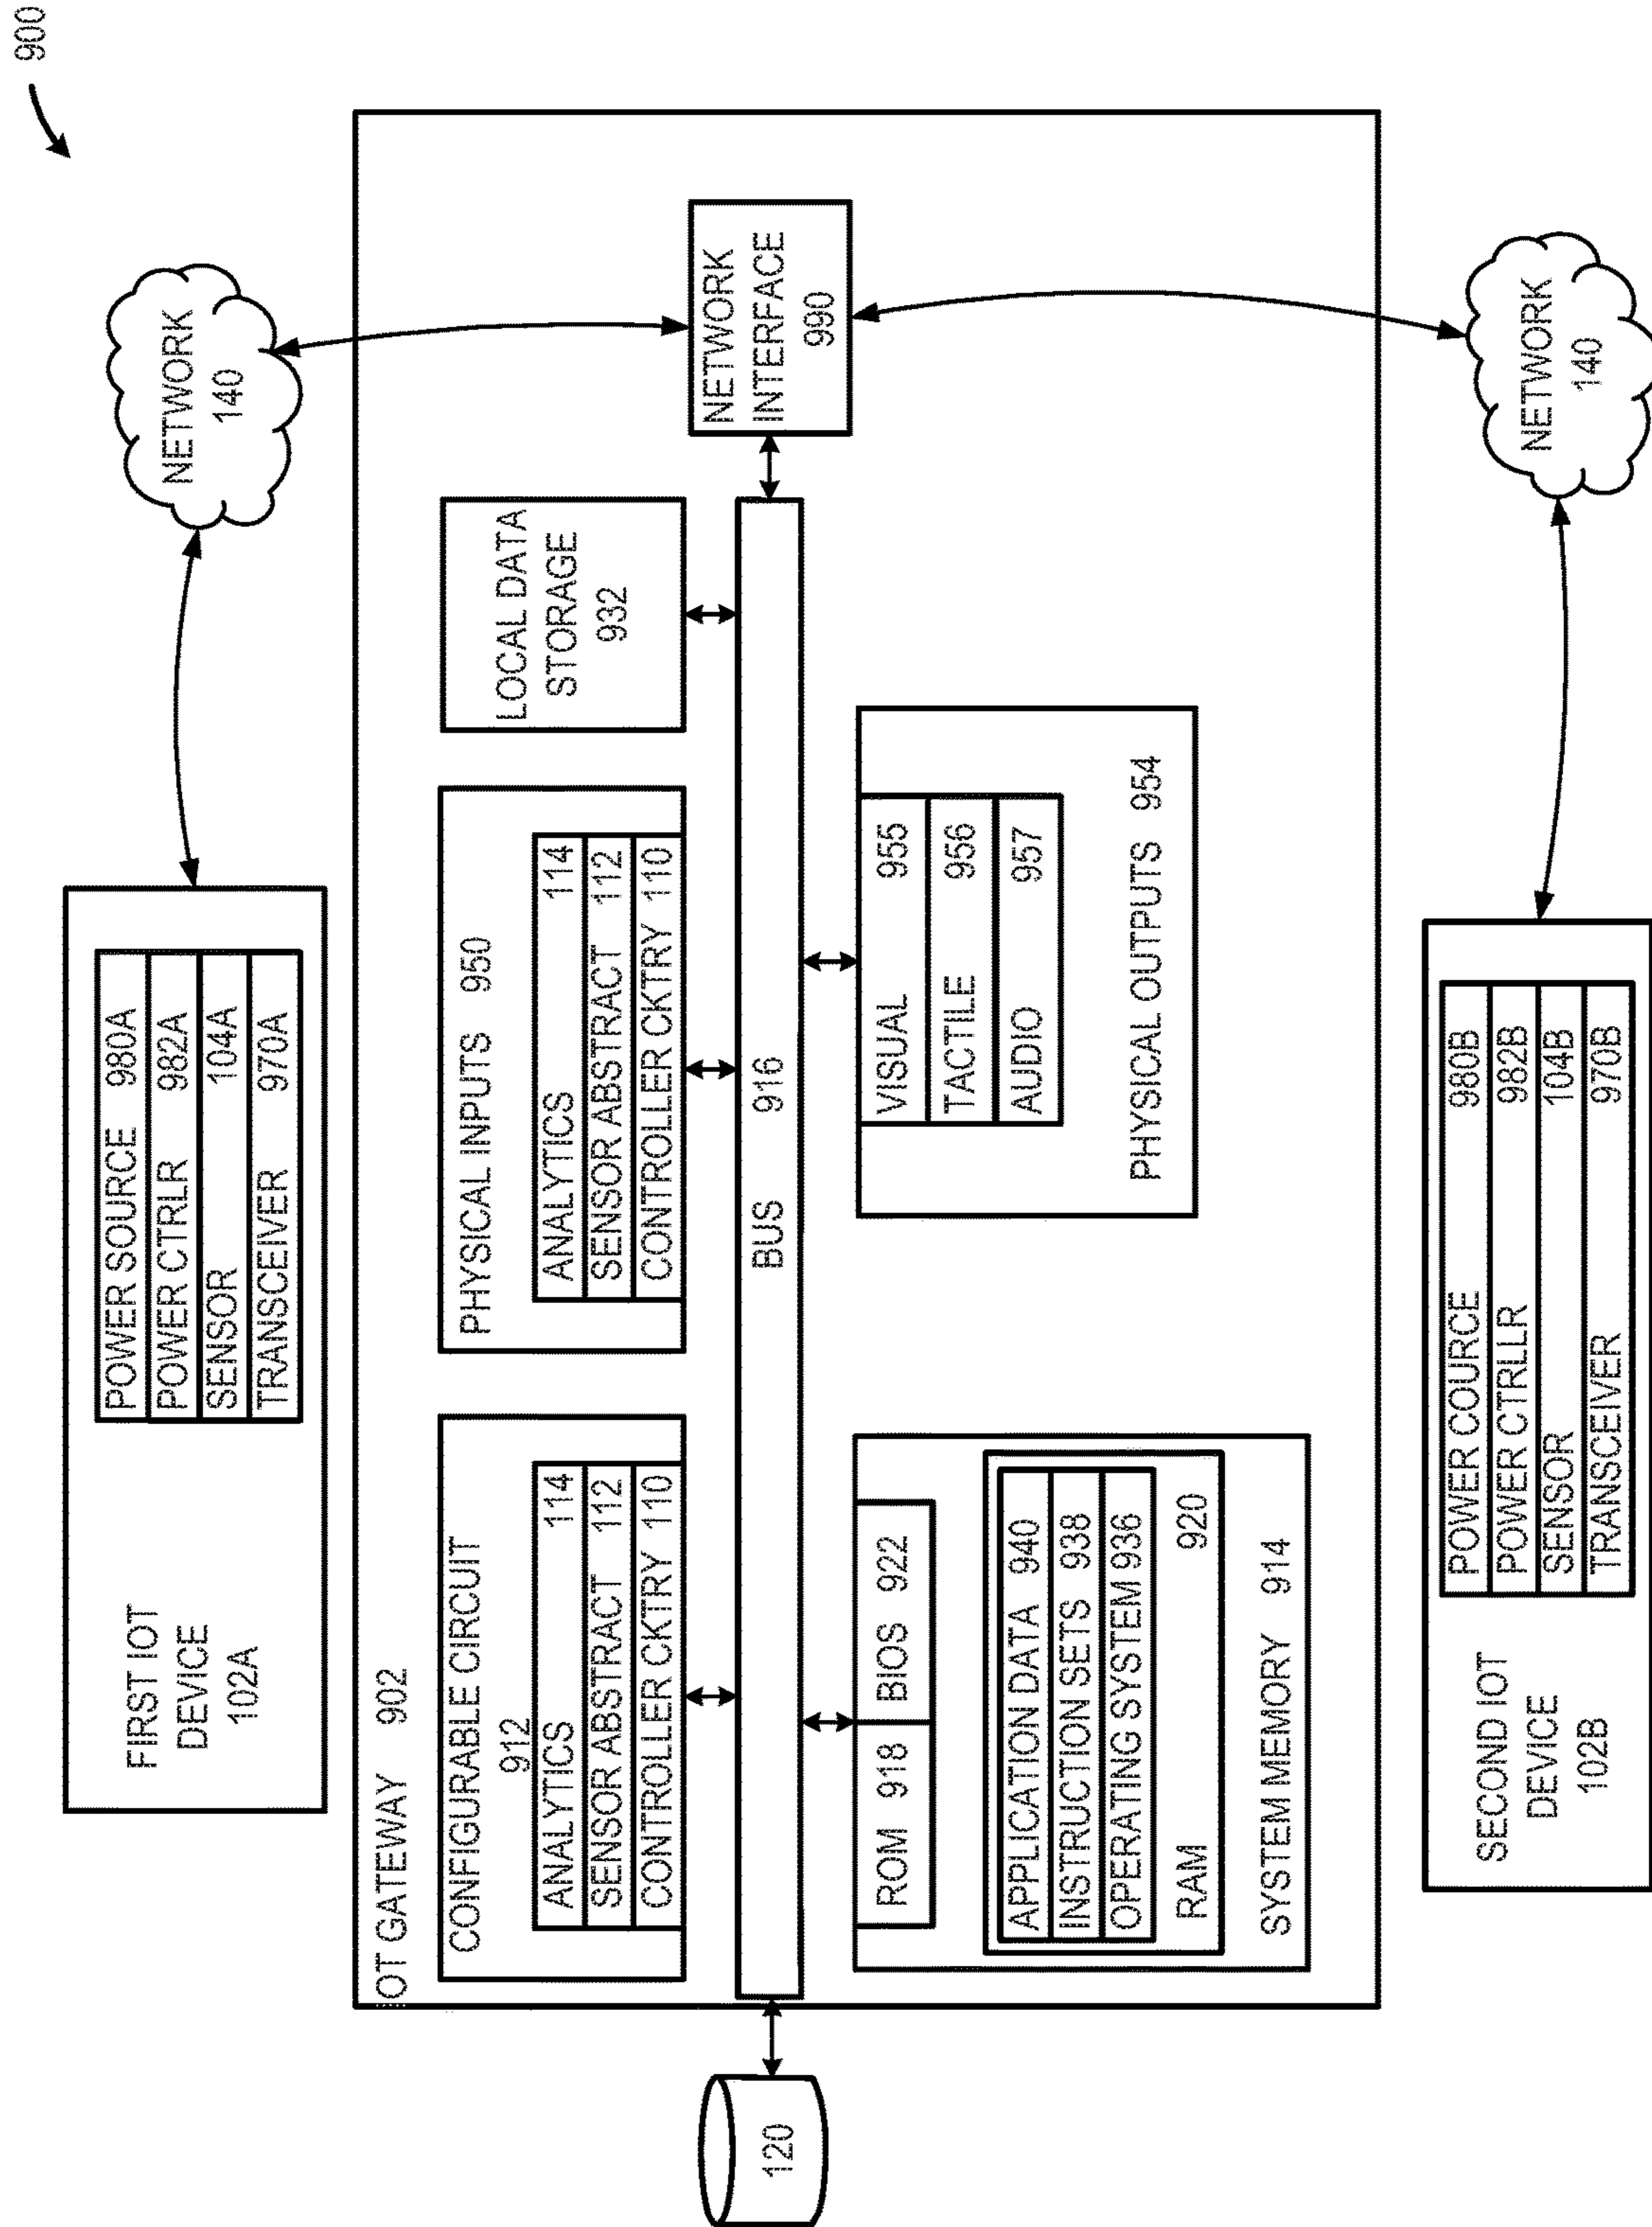 900
FIRST IOT
DEVICE
102A
POWER SOURCE 980A
POWER CTRLR 982A
SENSOR 104A
TRANSCEIVER 970A
NETWORK
140
OT GATEWAY 902
CONFIGURABLE CIRCUIT
912
ANALYTICS 114
SENSOR ABSTRACT 112
CONTROLLER CKTRY 110
PHYSICAL INPUTS 950
ANALYTICS 114
SENSOR ABSTRACT 112
CONTROLLER CKTRY 110
LOCAL DATA
STORAGE
932
NETWORK
INTERFACE
990
120
BUS 916
ROM 918 BIOS 922
APPLICATION DATA 940
INSTRUCTION SETS 938
OPERATING SYSTEM 936
RAM 920
SYSTEM MEMORY 914
VISUAL 955
TACTILE 956
AUDIO 957
PHYSICAL OUTPUTS 954
SECOND IOT
DEVICE
102B
POWER COURCE 980B
POWER CTRLLR 982B
SENSOR 104B
TRANSCEIVER 970B
NETWORK
140